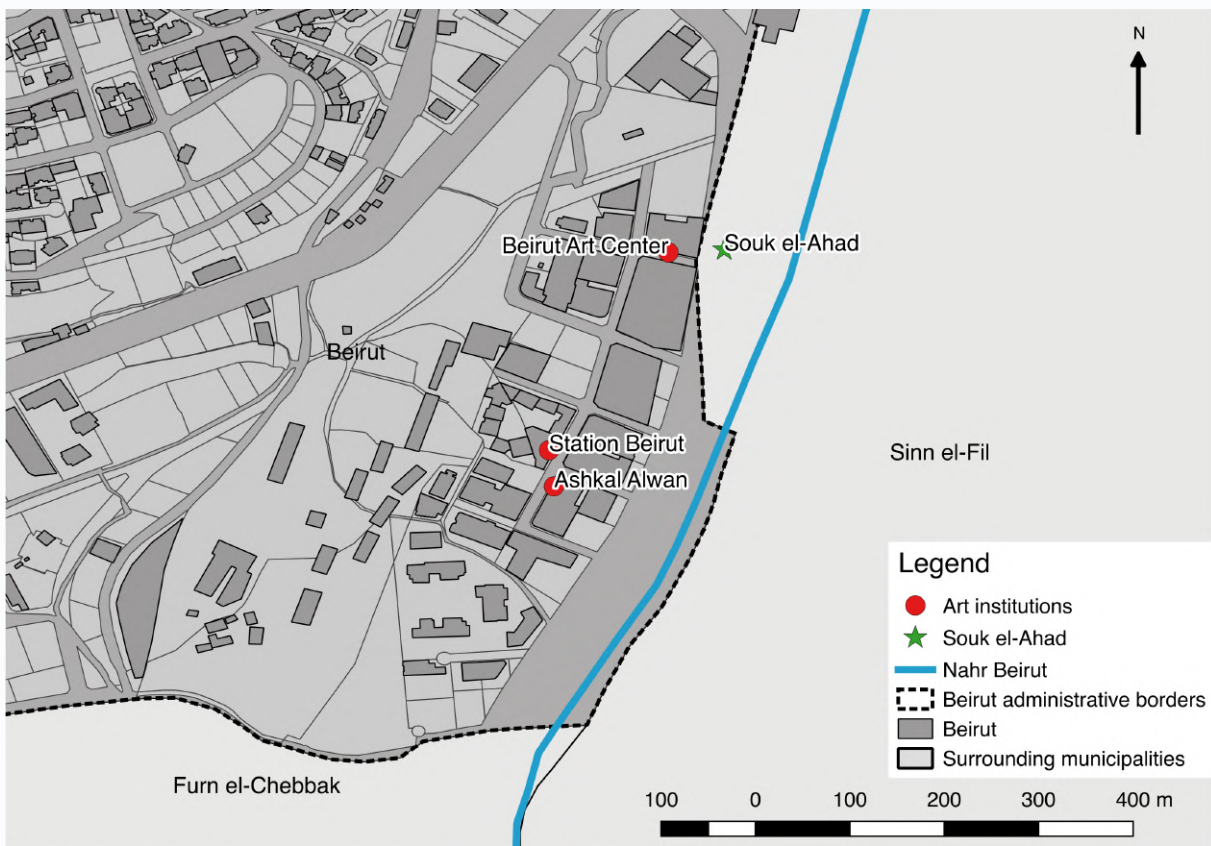 N
Beirut Art Center
Souk el-Ahad
Beirut
Station Beirut
Sinn el-Fil
Ashkal Alwan
Furn el-Chebbak
Legend
Art institutions
Souk el-Ahad
Nahr Beirut
Beirut administrative borders
Beirut
Surrounding municipalities
100 0 100 200 300 400 m